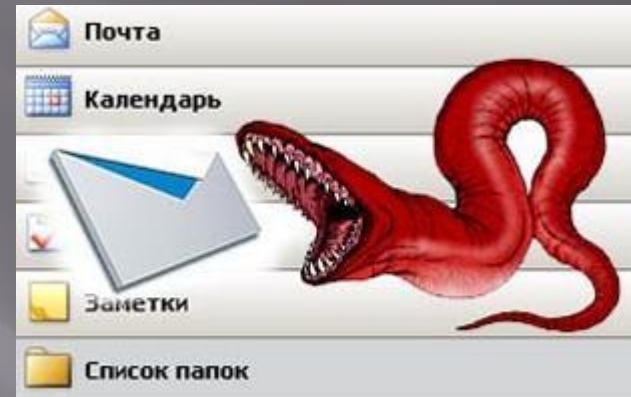 Почта
Календарь
Заметки
Список папок